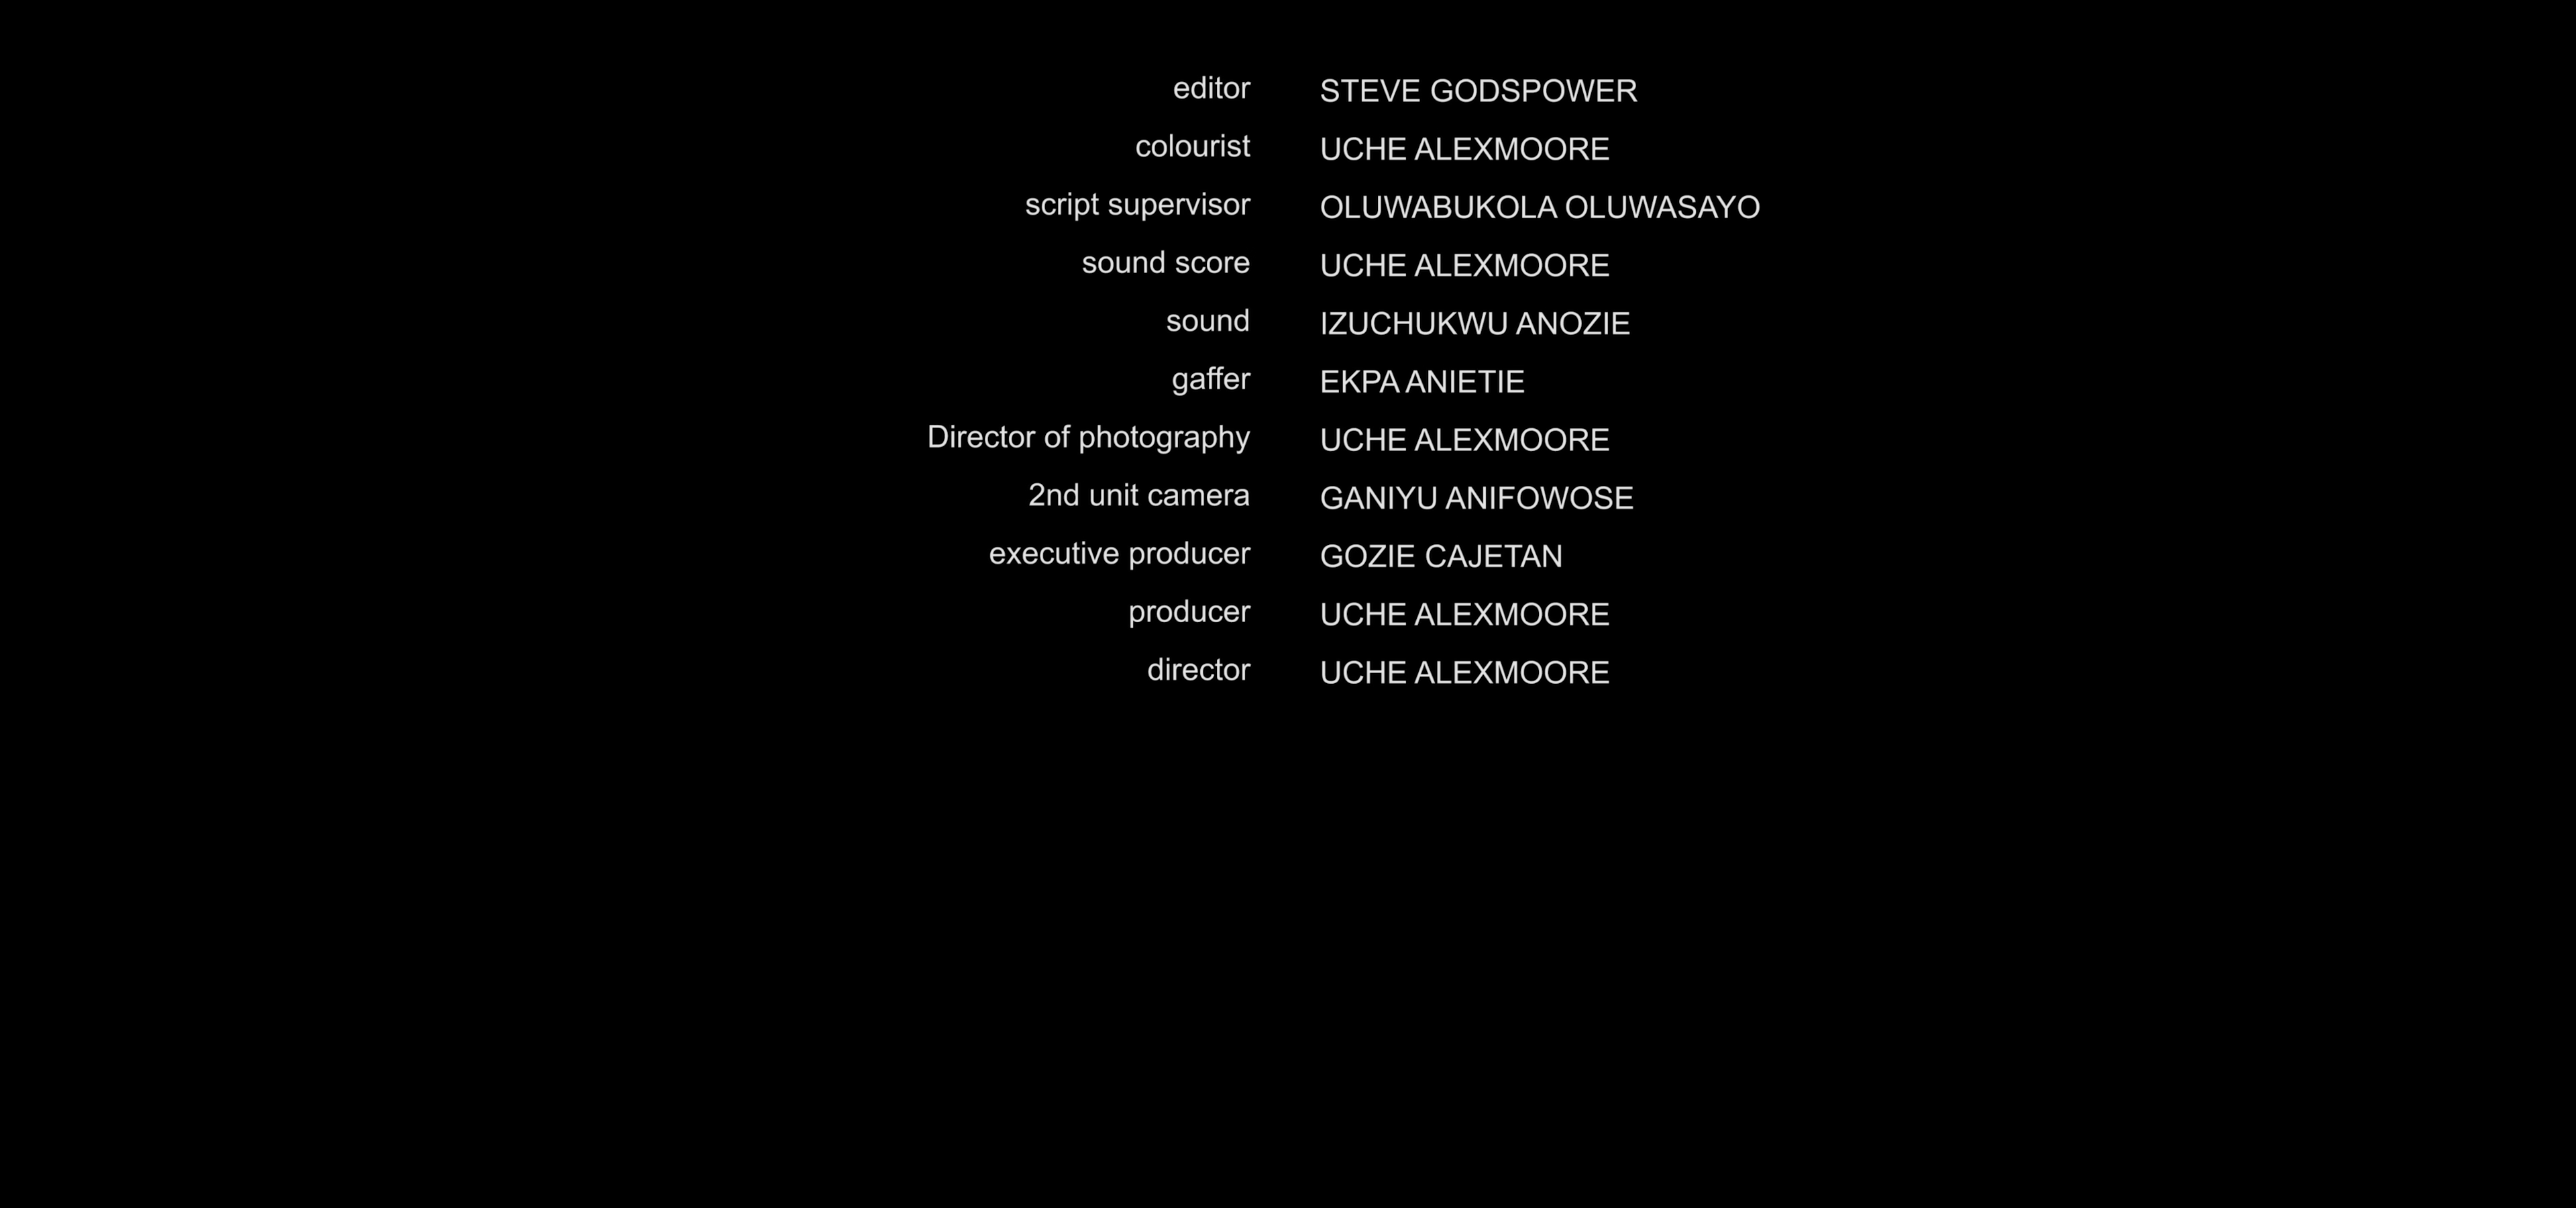 editor STEVE GODSPOWER
colourist UCHE ALEXMOORE
script supervisor OLUWABUKOLA OLUWASAYO
sound score UCHE ALEXMOORE
sound IZUCHUKWU ANOZIE
gaffer EKPA ANIETIE
Director of photography UCHE ALEXMOORE
2nd unit camera GANIYU ANIFOWOSE
executive producer GOZIE CAJETAN
producer UCHE ALEXMOORE
director UCHE ALEXMOORE